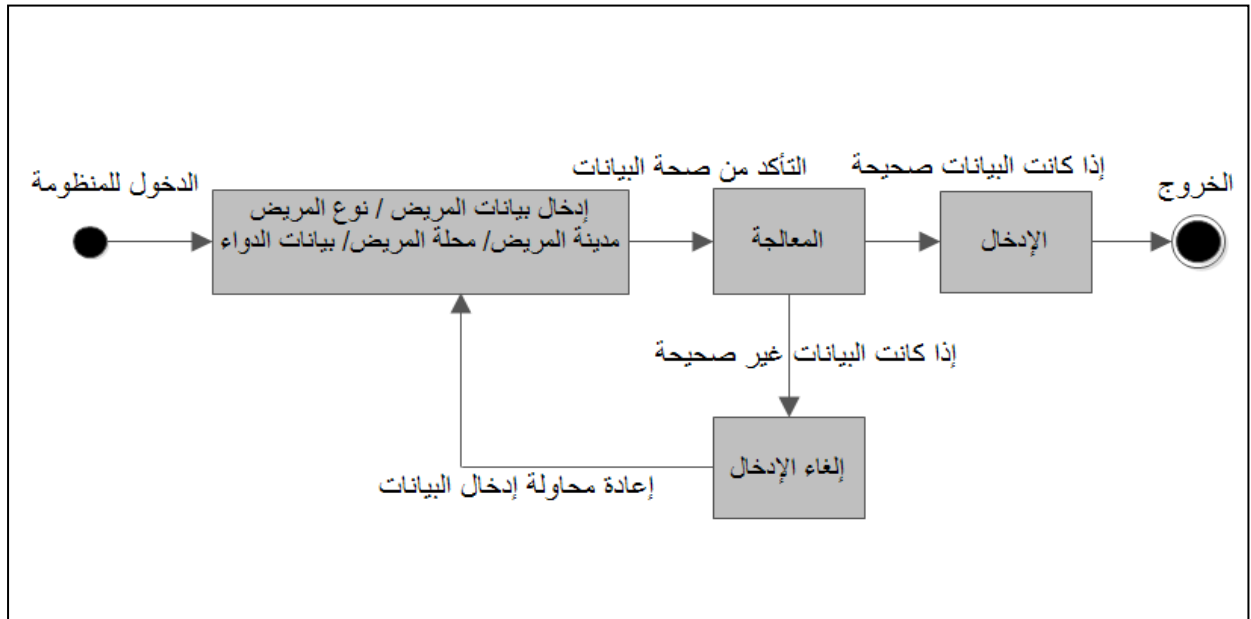 الدخول للمنظومة
إدخال بيانات المريض / نوع المريض
مدينة المريض/ محلة المريض/ بيانات الدواء
التأكد من صحة البيانات
المعالجة
إذا كانت البيانات صحيحة
الإدخال
الخروج
إذا كانت البيانات غير صحيحة
إلغاء الإدخال
إعادة محاولة إدخال البيانات